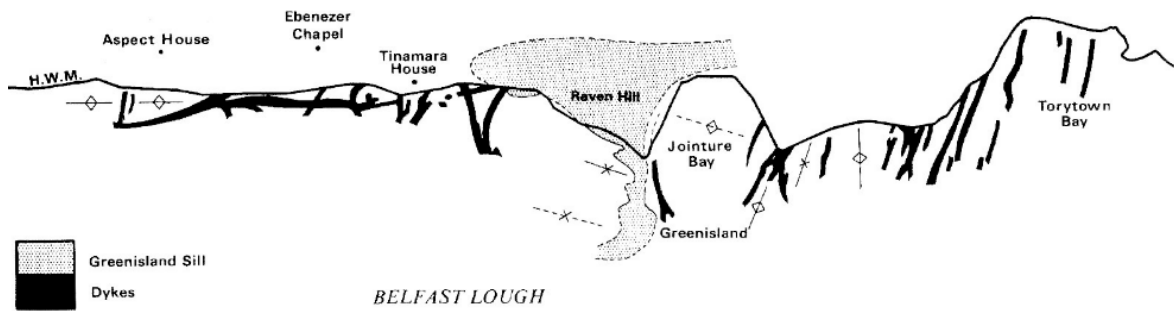 Aspect House
Ebenezer
Chapel
Tinamara
House
H.W.M.
Raven Hill
Jointure
Bay
Torytown
Bay
Greenisland
Greenisland Sill
Dykes
BELFAST LOUGH